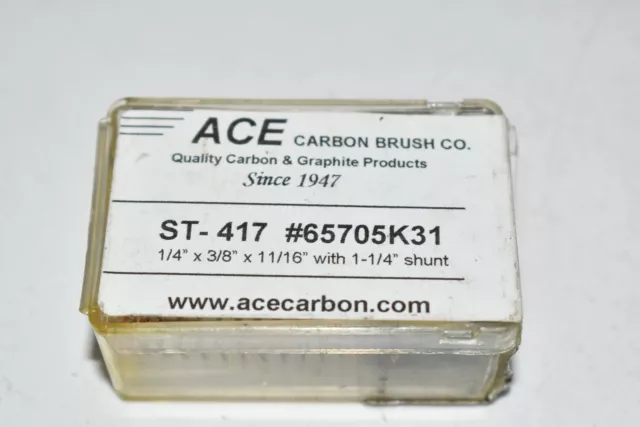 ACE CARBON BRUSH CO.
Quality Carbon & Graphite Products
Since 1947
ST- 417 #65705K31
1/4" x 3/8" x 11/16" with 1-1/4" shunt
www.acecarbon.com